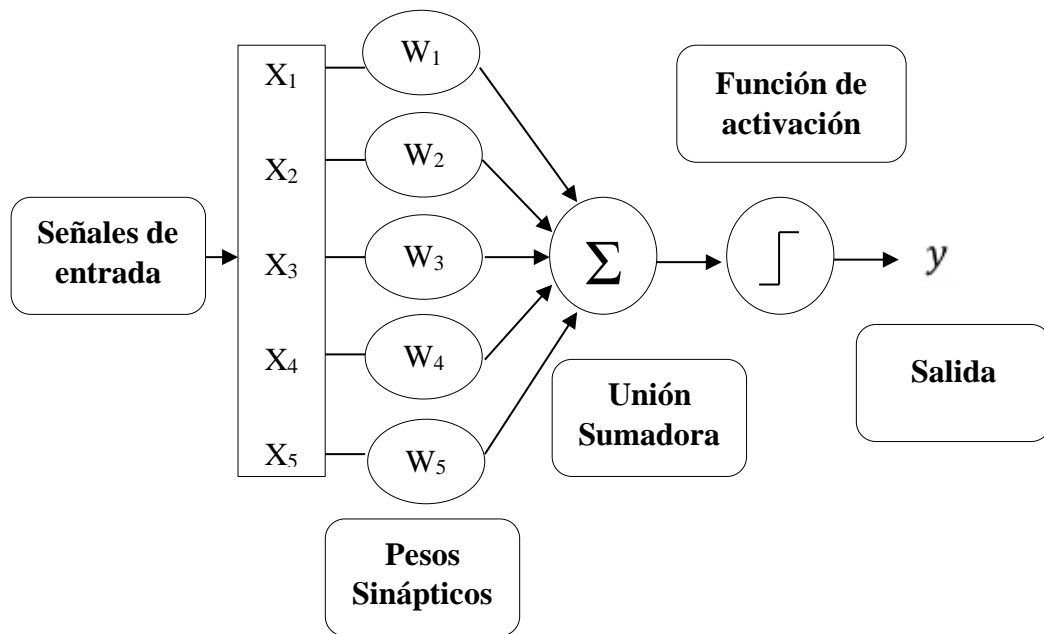 Señales de
entrada
X1
X2
X3
X4
X5
W1
W2
W3
W4
W5
Pesos
Sinápticos
Σ
Unión
Sumadora
Función de
activación
y
Salida